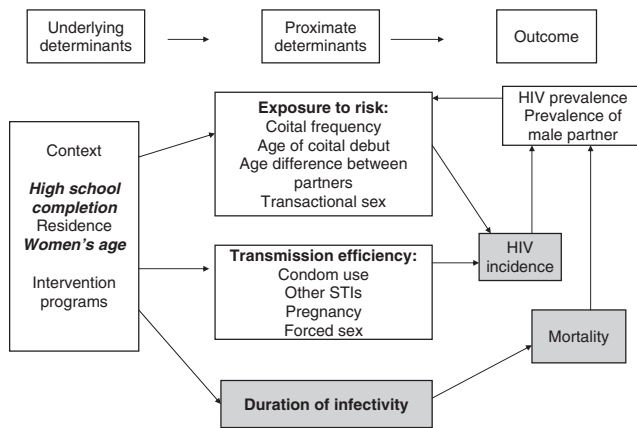 Underlying
determinants
Proximate
determinants
Outcome
Context
High school
completion
Residence
Women's age
Intervention
programs
Exposure to risk:
Coital frequency
Age of coital debut
Age difference between
partners
Transactional sex
Transmission efficiency:
Condom use
Other STIs
Pregnancy
Forced sex
Duration of infectivity
HIV prevalence
Prevalence of
male partner
HIV
incidence
Mortality